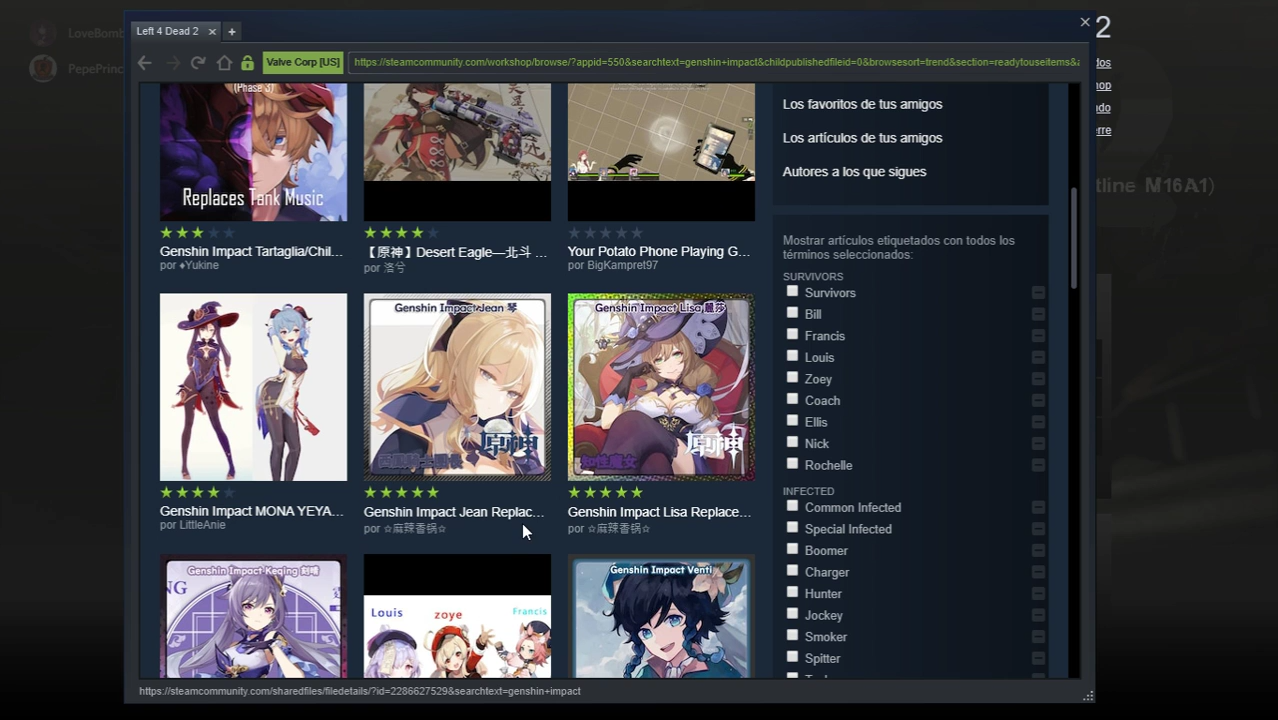 Left 4 Dead 2
LoveBomb
PepePrinc
Valve Corp [US]
https://steamcommunity.com/workshop/browse/?appid=550&searchtext=genshin+impact&childpublishedfileid=0&browsesort=trend&section=readytouseitems&
2
(Phase 3)
Replaces Tank Music
Genshin Impact Tartaglia/Chil...
por ♦Yukine
【原神】Desert Eagle—北斗 ...
por 洛兮
Your Potato Phone Playing G...
por BigKampret97
Genshin Impact MONA YEYA...
por LittleAnie
Genshin Impact Jean 琴
原神
Genshin Impact Jean Replac...
por ☆麻辣香锅☆
Genshin Impact Lisa 麗莎
原神
知性魔女
Genshin Impact Lisa Replace...
por ☆麻辣香锅☆
Genshin Impact Keqing 刻晴
Louis
zoye
Francis
Genshin Impact Venti
Los favoritos de tus amigos
Los artículos de tus amigos
Autores a los que sigues
Mostrar artículos etiquetados con todos los
términos seleccionados:
SURVIVORS
Survivors
Bill
Francis
Louis
Zoey
Coach
Ellis
Nick
Rochelle
INFECTED
Common Infected
Special Infected
Boomer
Charger
Hunter
Jockey
Smoker
Spitter
tline M16A1)
https://steamcommunity.com/sharedfiles/filedetails/?id=2286627529&searchtext=genshin+impact